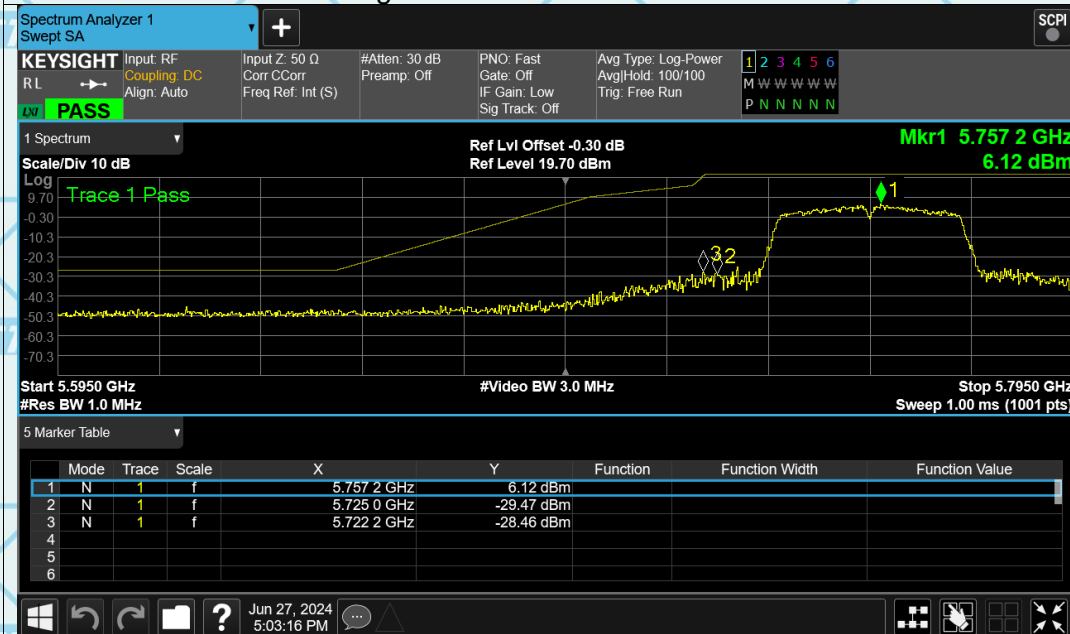 Spectrum Analyzer 1
Swept SA
+
SCPI
KEYSIGHT Input: RF Input Z: 50 Ω #Atten: 30 dB PNO: Fast Avg Type: Log-Power 1 2 3 4 5 6
RL Coupling: DC Corr CCorr Preamp: Off Gate: Off Avg|Hold: 100/100 M W W W W W
Align: Auto Freq Ref: Int (S) IF Gain: Low Trig: Free Run
LXI PASS Sig Track: Off P N N N N N
1 Spectrum
Ref Lvl Offset -0.30 dB Mkr1 5.757 2 GHz
Scale/Div 10 dB Ref Level 19.70 dBm 6.12 dBm
Log
Trace 1 Pass
1
9.70
-0.30
-10.3
-20.3
32
-30.3
-40.3
-50.3
-60.3
-70.3
Start 5.5950 GHz #Video BW 3.0 MHz Stop 5.7950 GHz
#Res BW 1.0 MHz Sweep 1.00 ms (1001 pts)
5 Marker Table
Mode Trace Scale X Y Function Function Width Function Value
1 N 1 f 5.757 2 GHz 6.12 dBm
2 N 1 f 5.725 0 GHz -29.47 dBm
3 N 1 f 5.722 2 GHz -28.46 dBm
4
5
6
? Jun 27, 2024
5:03:16 PM